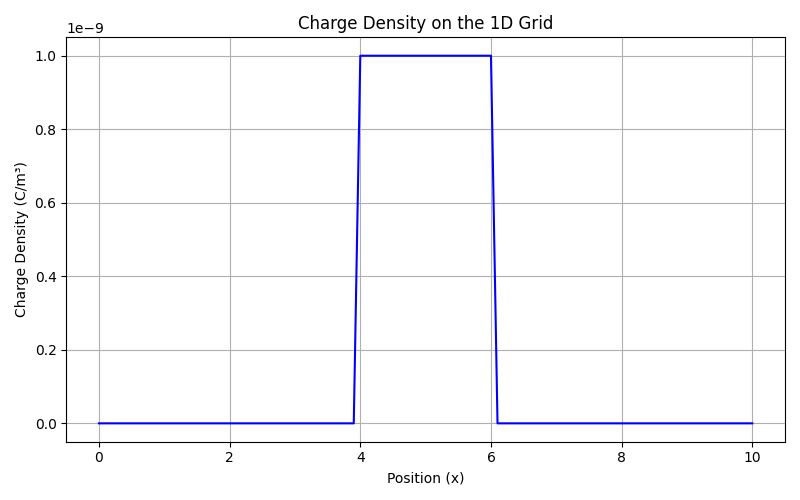 Charge Density on the 1D Grid
1e−9
1.0
0.8
0.6
0.4
0.2
0.0
Charge Density (C/m³)
0 2 4 6 8 10
Position (x)